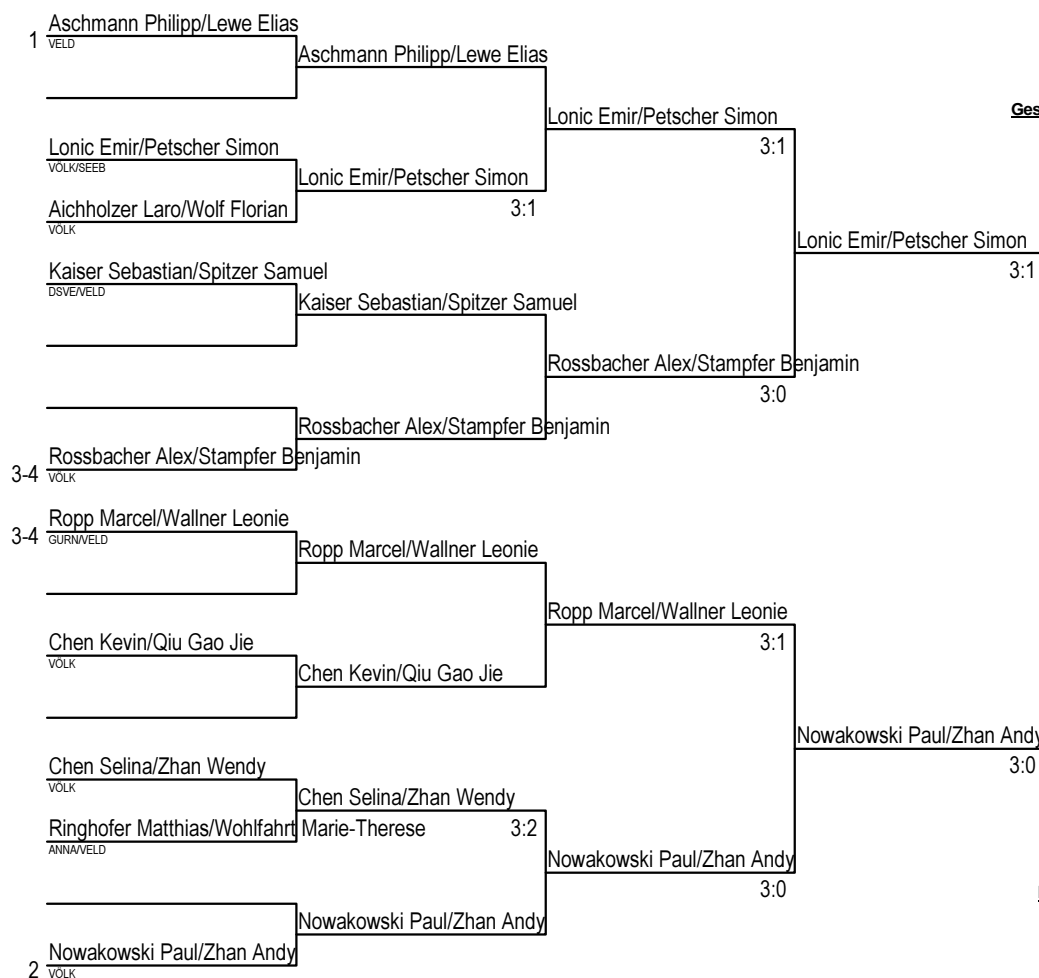 Aschmann Philipp/Lewe Elias
1 VELD
Aschmann Philipp/Lewe Elias
Ges
Lonic Emir/Petscher Simon
3:1
Lonic Emir/Petscher Simon
VÖLK/SEEB
Lonic Emir/Petscher Simon
3:1
Aichholzer Laro/Wolf Florian
VÖLK
Lonic Emir/Petscher Simon
3:1
Kaiser Sebastian/Spitzer Samuel
DSVE/VELD
Kaiser Sebastian/Spitzer Samuel
Rossbacher Alex/Stampfer Benjamin
3:0
Rossbacher Alex/Stampfer Benjamin
Rossbacher Alex/Stampfer Benjamin
3-4 VÖLK
Ropp Marcel/Wallner Leonie
3-4 GURN/VELD
Ropp Marcel/Wallner Leonie
Ropp Marcel/Wallner Leonie
3:1
Chen Kevin/Qiu Gao Jie
VÖLK
Chen Kevin/Qiu Gao Jie
Nowakowski Paul/Zhan Andy
3:0
Chen Selina/Zhan Wendy
VÖLK
Chen Selina/Zhan Wendy
3:2
Ringhofer Matthias/Wohlfahrt Marie-Therese
ANNA/VELD
Nowakowski Paul/Zhan Andy
3:0
Nowakowski Paul/Zhan Andy
Nowakowski Paul/Zhan Andy
2 VÖLK